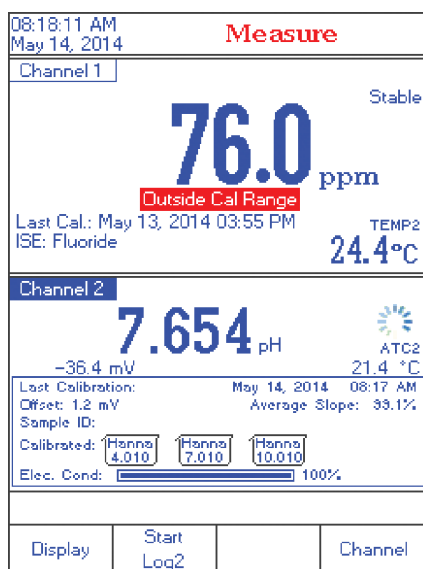 08:18:11 AM
May 14, 2014
Measure
Channel 1
Stable
76.0 ppm
Outside Cal Range
Last Cal.: May 13, 2014 03:55 PM
ISE: Fluoride
TEMP2
24.4°C
Channel 2
7.654 pH
-36.4 mV
ATC2
21.4 °C
Last Calibration: May 14, 2014 08:17 AM
Offset: 1.2 mV Average Slope: 99.1%
Sample ID:
Calibrated: Hanna 4.010 Hanna 7.010 Hanna 10.010
Elec. Cond: 100%
Display
Start Log2
Channel